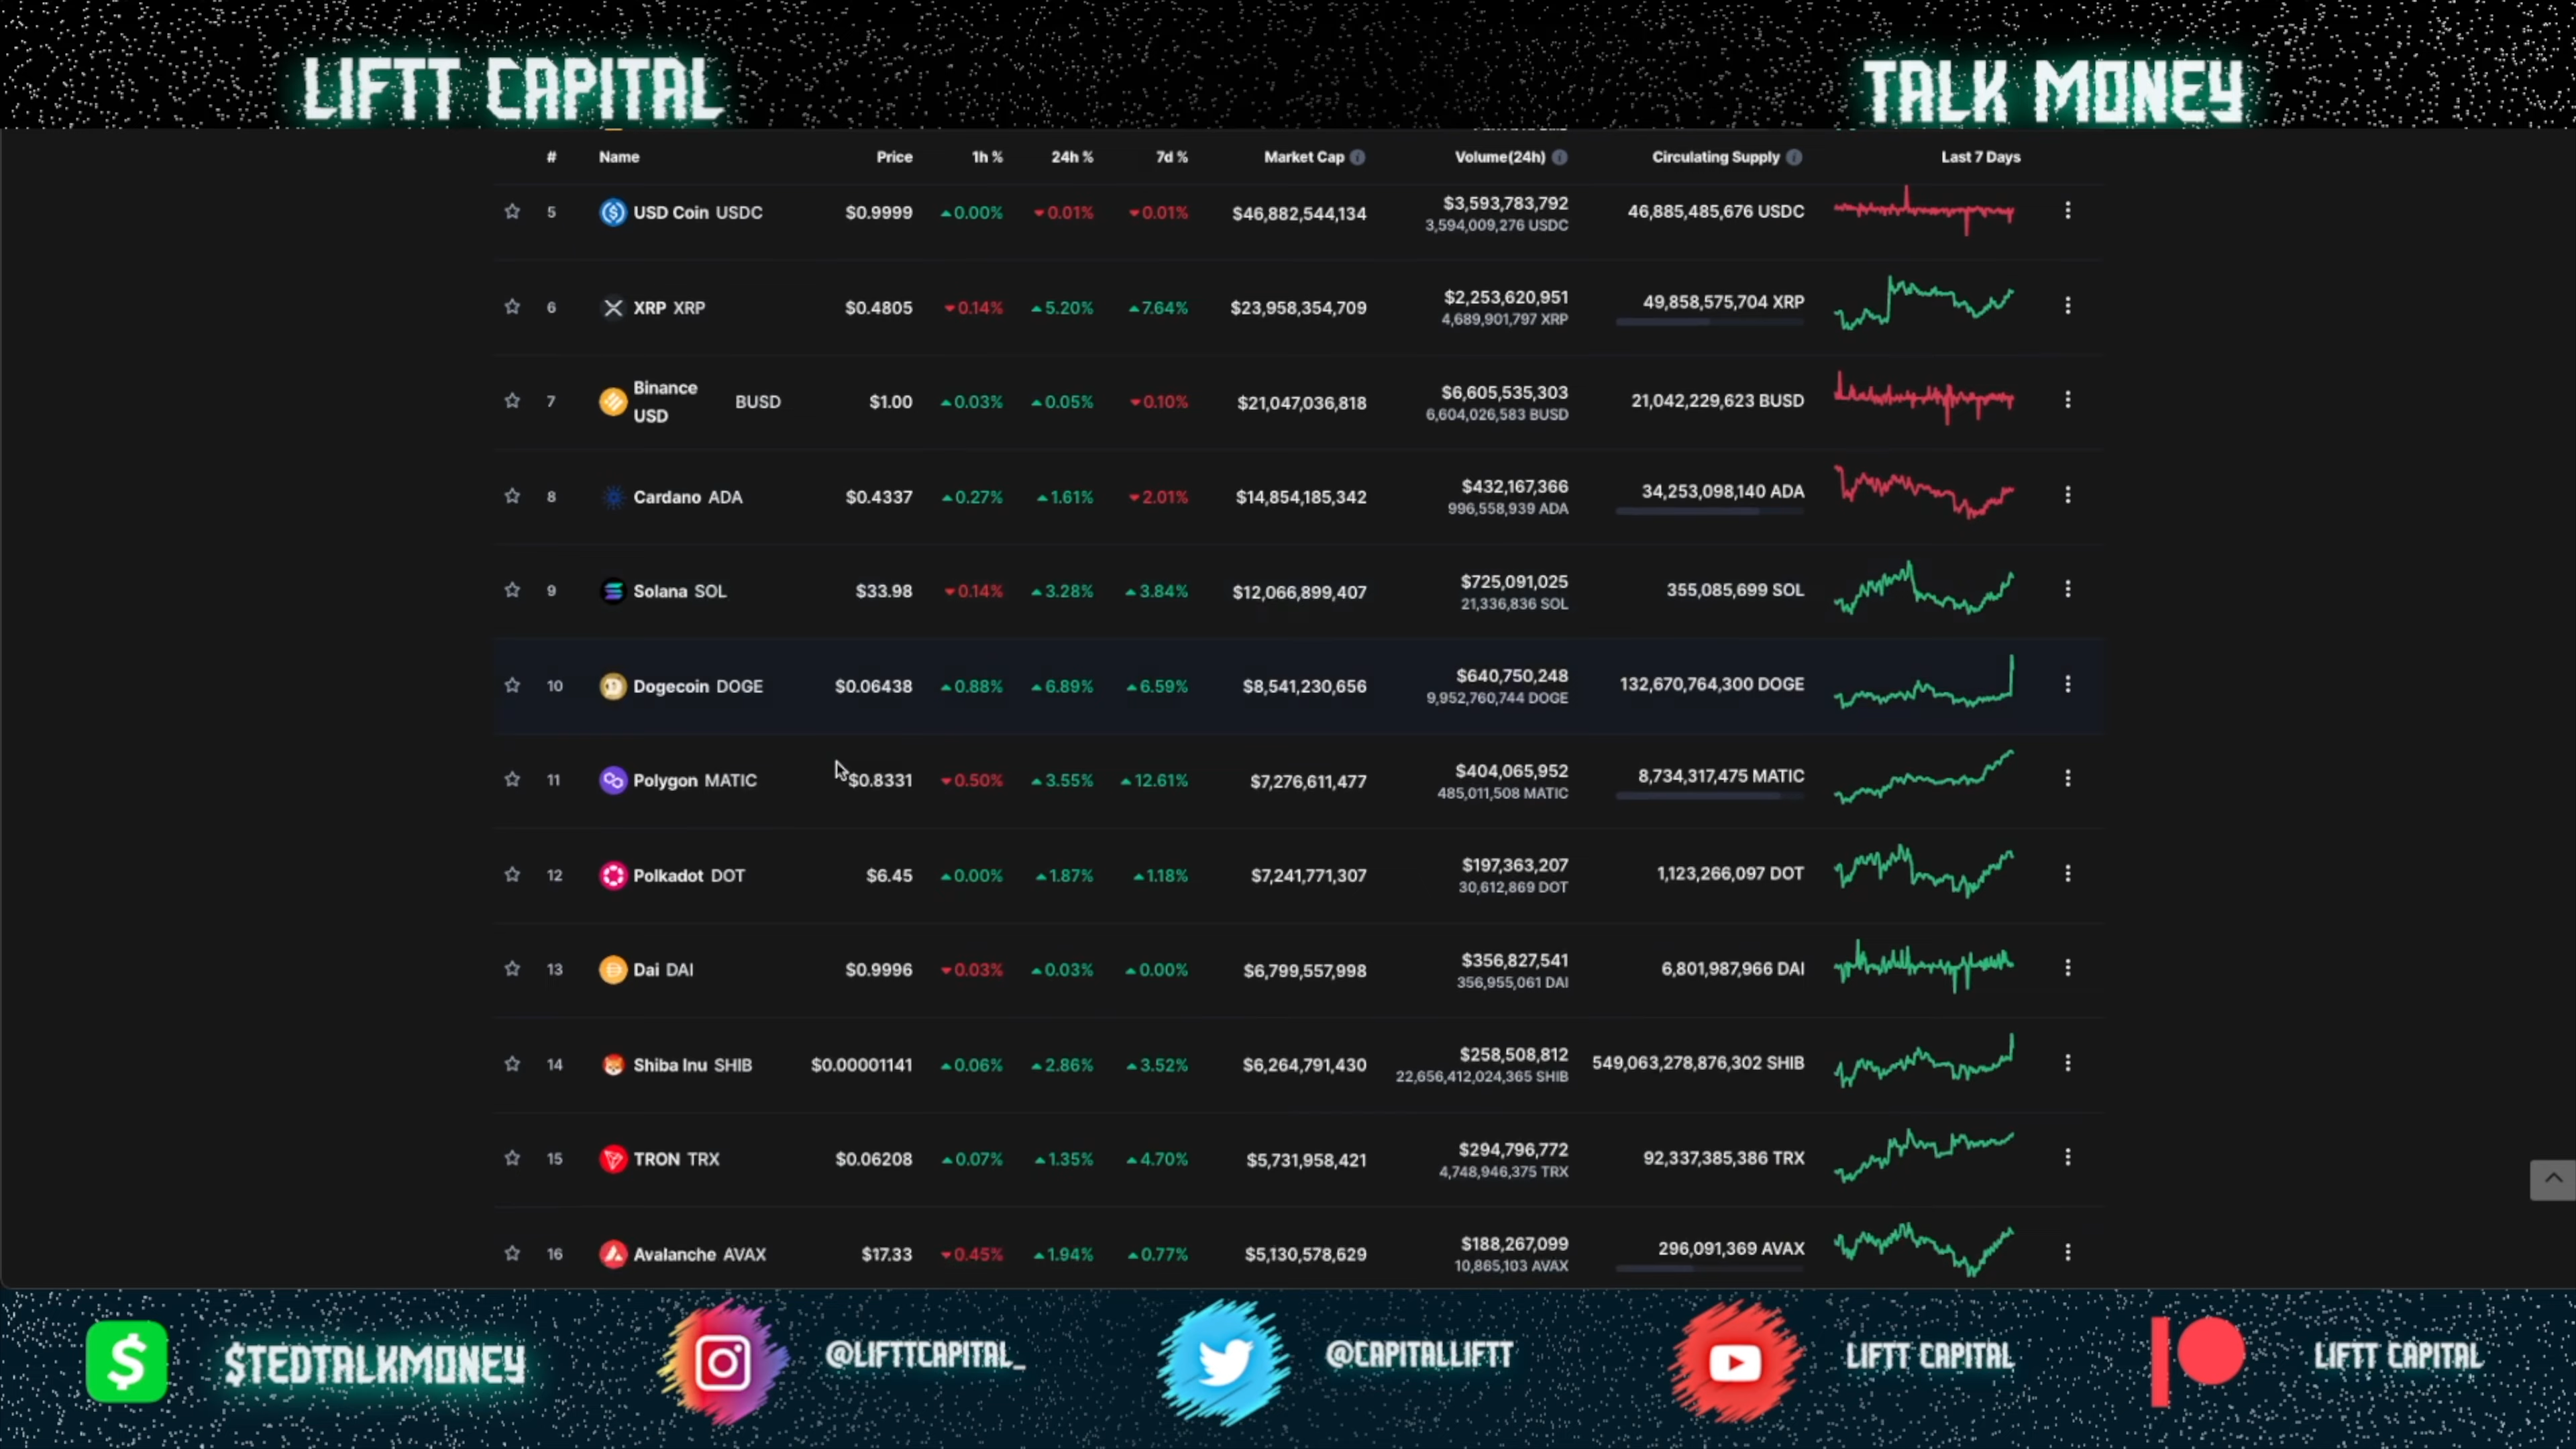 LIFTT CAPITAL
TALK MONEY
# Name Price 1h % 24h % 7d % Market Cap Volume(24h) Circulating Supply Last 7 Days
5 USD Coin USDC $0.9999 0.00% 0.01% 0.01% $46,882,544,134 $3,593,783,792 46,885,485,676 USDC
3,594,009,276 USDC
6 XRP XRP $0.4805 0.14% 5.20% 7.64% $23,958,354,709 $2,253,620,951 49,858,575,704 XRP
4,689,901,797 XRP
7 Binance USD BUSD $1.00 0.03% 0.05% 0.10% $21,047,036,818 $6,605,535,303 21,042,229,623 BUSD
6,604,026,583 BUSD
8 Cardano ADA $0.4337 0.27% 1.61% 2.01% $14,854,185,342 $432,167,366 34,253,098,140 ADA
996,558,939 ADA
9 Solana SOL $33.98 0.14% 3.28% 3.84% $12,066,899,407 $725,091,025 355,085,699 SOL
21,336,836 SOL
10 Dogecoin DOGE $0.06438 0.88% 6.89% 6.59% $8,541,230,656 $640,750,248 132,670,764,300 DOGE
9,952,760,744 DOGE
11 Polygon MATIC $0.8331 0.50% 3.55% 12.61% $7,276,611,477 $404,065,952 8,734,317,475 MATIC
485,011,508 MATIC
12 Polkadot DOT $6.45 0.00% 1.87% 1.18% $7,241,771,307 $197,363,207 1,123,266,097 DOT
30,612,869 DOT
13 Dai DAI $0.9996 0.03% 0.03% 0.00% $6,799,557,998 $356,827,541 6,801,987,966 DAI
356,955,061 DAI
14 Shiba Inu SHIB $0.00001141 0.06% 2.86% 3.52% $6,264,791,430 $258,508,812 549,063,278,876,302 SHIB
22,656,412,024,365 SHIB
15 TRON TRX $0.06208 0.07% 1.35% 4.70% $5,731,958,421 $294,796,772 92,337,385,386 TRX
4,748,946,375 TRX
16 Avalanche AVAX $17.33 0.45% 1.94% 0.77% $5,130,578,629 $188,267,099 296,091,369 AVAX
10,865,103 AVAX
$TEDTALKMONEY
@LIFTTCAPITAL_
@CAPITALLIFTT
LIFTT CAPITAL
LIFTT CAPITAL